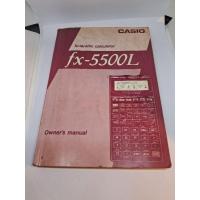 CASIO
Scientific calculator
fx-5500L
Owner's manual